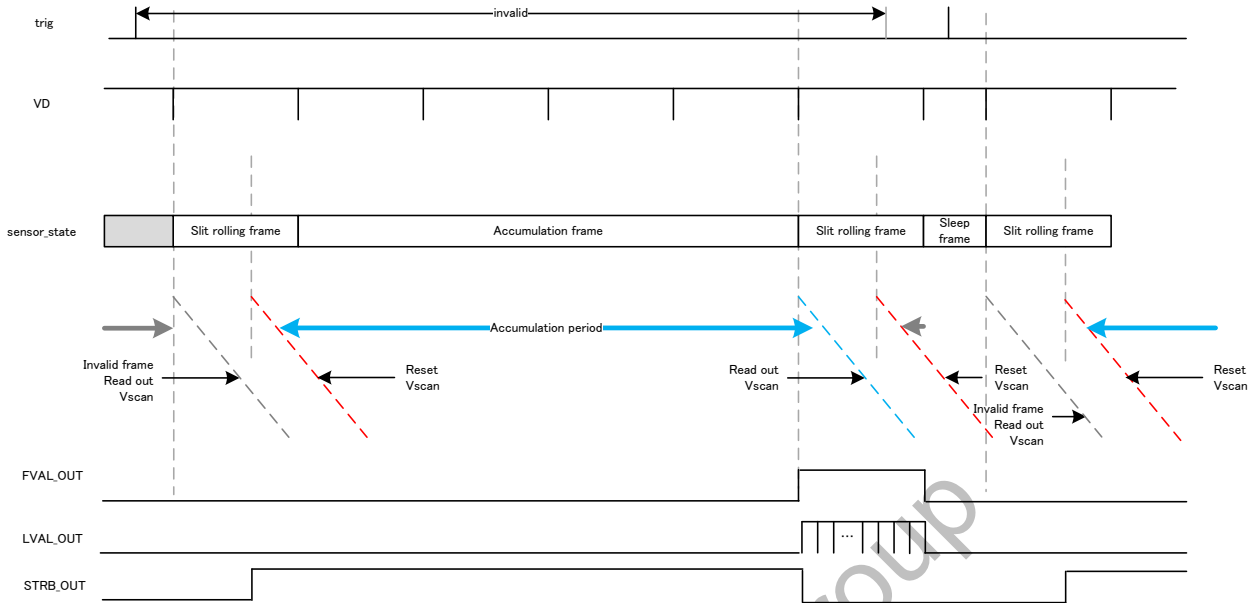 trig
invalid
VD
sensor_state
Slit rolling frame
Accumulation frame
Slit rolling frame
Sleep
frame
Slit rolling frame
Accumulation period
Invalid frame
Read out
Vscan
Reset
Vscan
Read out
Vscan
Reset
Vscan
Invalid frame
Read out
Vscan
Reset
Vscan
FVAL_OUT
LVAL_OUT
...
STRB_OUT